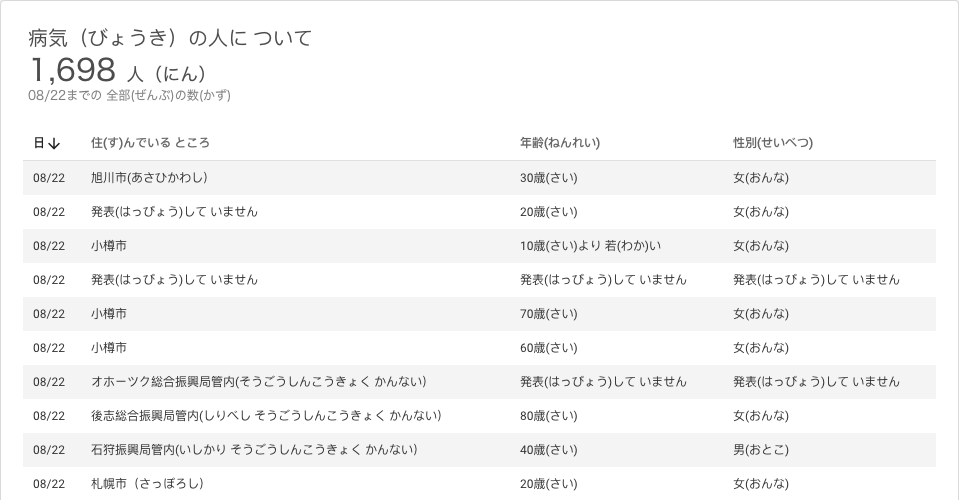 病気（びょうき）の人に ついて
1,698 人（にん）
08/22までの 全部(ぜんぶ)の数(かず)
日↓ 住(す)んでいる ところ 年齢(ねんれい) 性別(せいべつ)
08/22 旭川市(あさひかわし) 30歳(さい) 女(おんな)
08/22 発表(はっぴょう)して いません 20歳(さい) 女(おんな)
08/22 小樽市 10歳(さい)より 若(わか)い 女(おんな)
08/22 発表(はっぴょう)して いません 発表(はっぴょう)して いません 発表(はっぴょう)して いません
08/22 小樽市 70歳(さい) 女(おんな)
08/22 小樽市 60歳(さい) 女(おんな)
08/22 オホーツク総合振興局管内(そうごうしんこうきょく かんない) 発表(はっぴょう)して いません 発表(はっぴょう)して いません
08/22 後志総合振興局管内(しりべし そうごうしんこうきょく かんない) 80歳(さい) 女(おんな)
08/22 石狩振興局管内(いしかり そうごうしんこうきょく かんない) 40歳(さい) 男(おとこ)
08/22 札幌市（さっぽろし） 20歳(さい) 女(おんな)